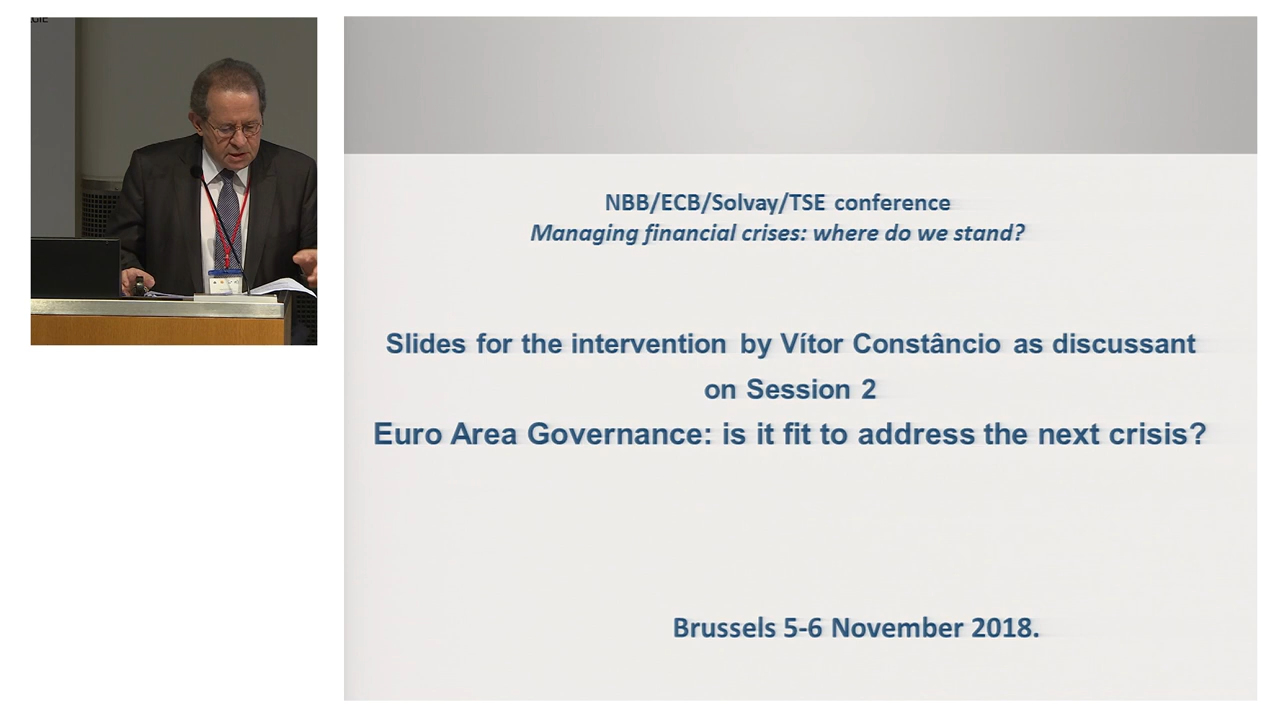 NBB/ECB/Solvay/TSE conference
Managing financial crises: where do we stand?
Slides for the intervention by Vítor Constâncio as discussant
on Session 2
Euro Area Governance: is it fit to address the next crisis?
Brussels 5-6 November 2018.